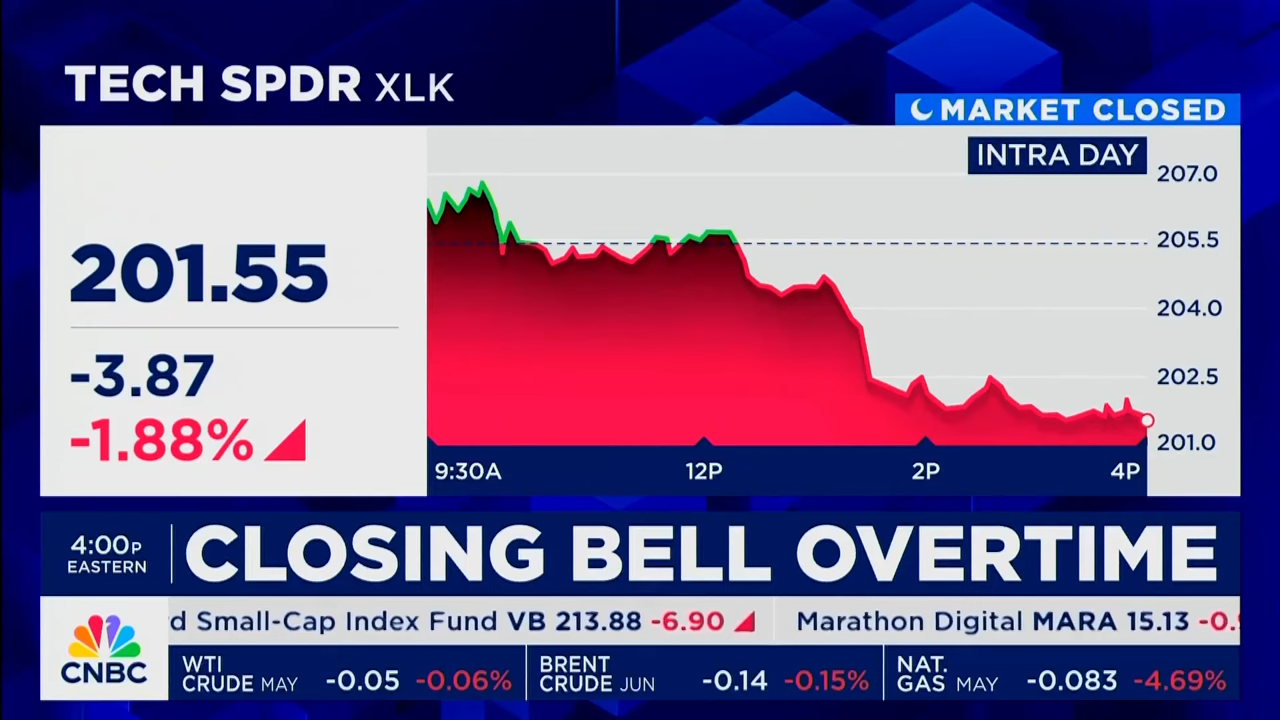 TECH SPDR XLK
MARKET CLOSED
INTRA DAY
201.55
-3.87
-1.88%
207.0
205.5
204.0
202.5
201.0
9:30A 12P 2P 4P
4:00P
EASTERN
CLOSING BELL OVERTIME
d Small-Cap Index Fund VB 213.88 -6.90 Marathon Digital MARA 15.13 -0.
CNBC
WTI
CRUDE MAY -0.05 -0.06%
BRENT
CRUDE JUN -0.14 -0.15%
NAT.
GAS MAY -0.083 -4.69%